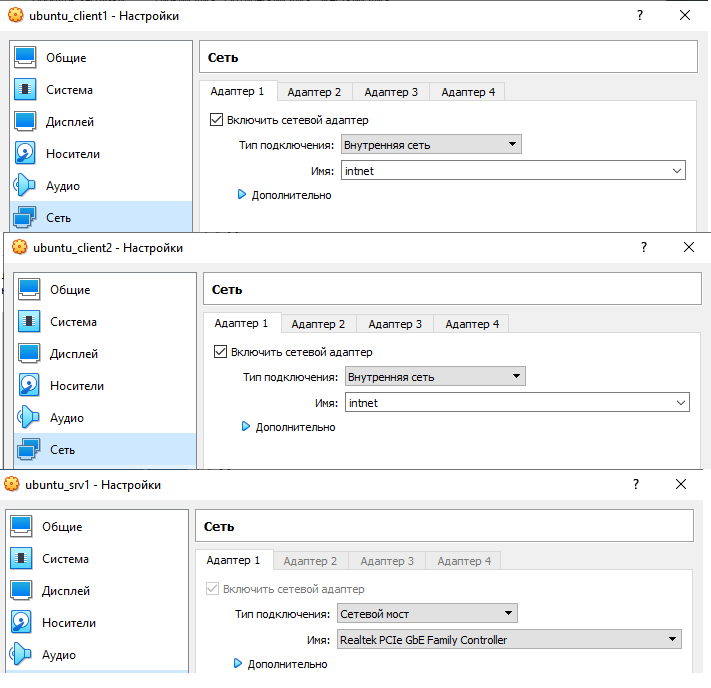 ubuntu_client1 - Настройки
?
Общие
Система
Дисплей
Носители
Аудио
Сеть
Сеть
Адаптер 1
Адаптер 2
Адаптер 3
Адаптер 4
Включить сетевой адаптер
Тип подключения: Внутренняя сеть
Имя: intnet
Дополнительно
ubuntu_client2 - Настройки
?
Общие
Система
Дисплей
Носители
Аудио
Сеть
Сеть
Адаптер 1
Адаптер 2
Адаптер 3
Адаптер 4
Включить сетевой адаптер
Тип подключения: Внутренняя сеть
Имя: intnet
Дополнительно
ubuntu_srv1 - Настройки
?
Общие
Система
Дисплей
Носители
Аудио
Сеть
Адаптер 1
Адаптер 2
Адаптер 3
Адаптер 4
Включить сетевой адаптер
Тип подключения: Сетевой мост
Имя: Realtek PCIe GbE Family Controller
Дополнительно